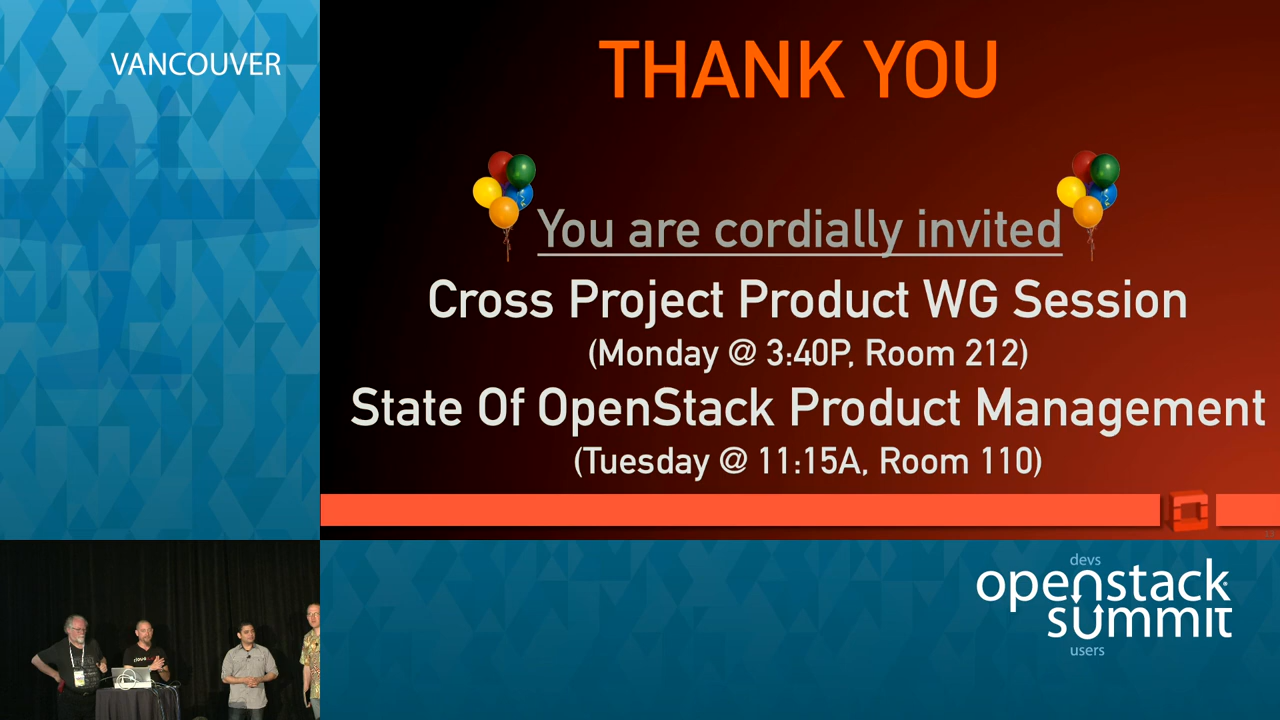 VANCOUVER
THANK YOU
You are cordially invited
Cross Project Product WG Session
(Monday @ 3:40P, Room 212)
State Of OpenStack Product Management
(Tuesday @ 11:15A, Room 110)
devs
openstack
summit
users